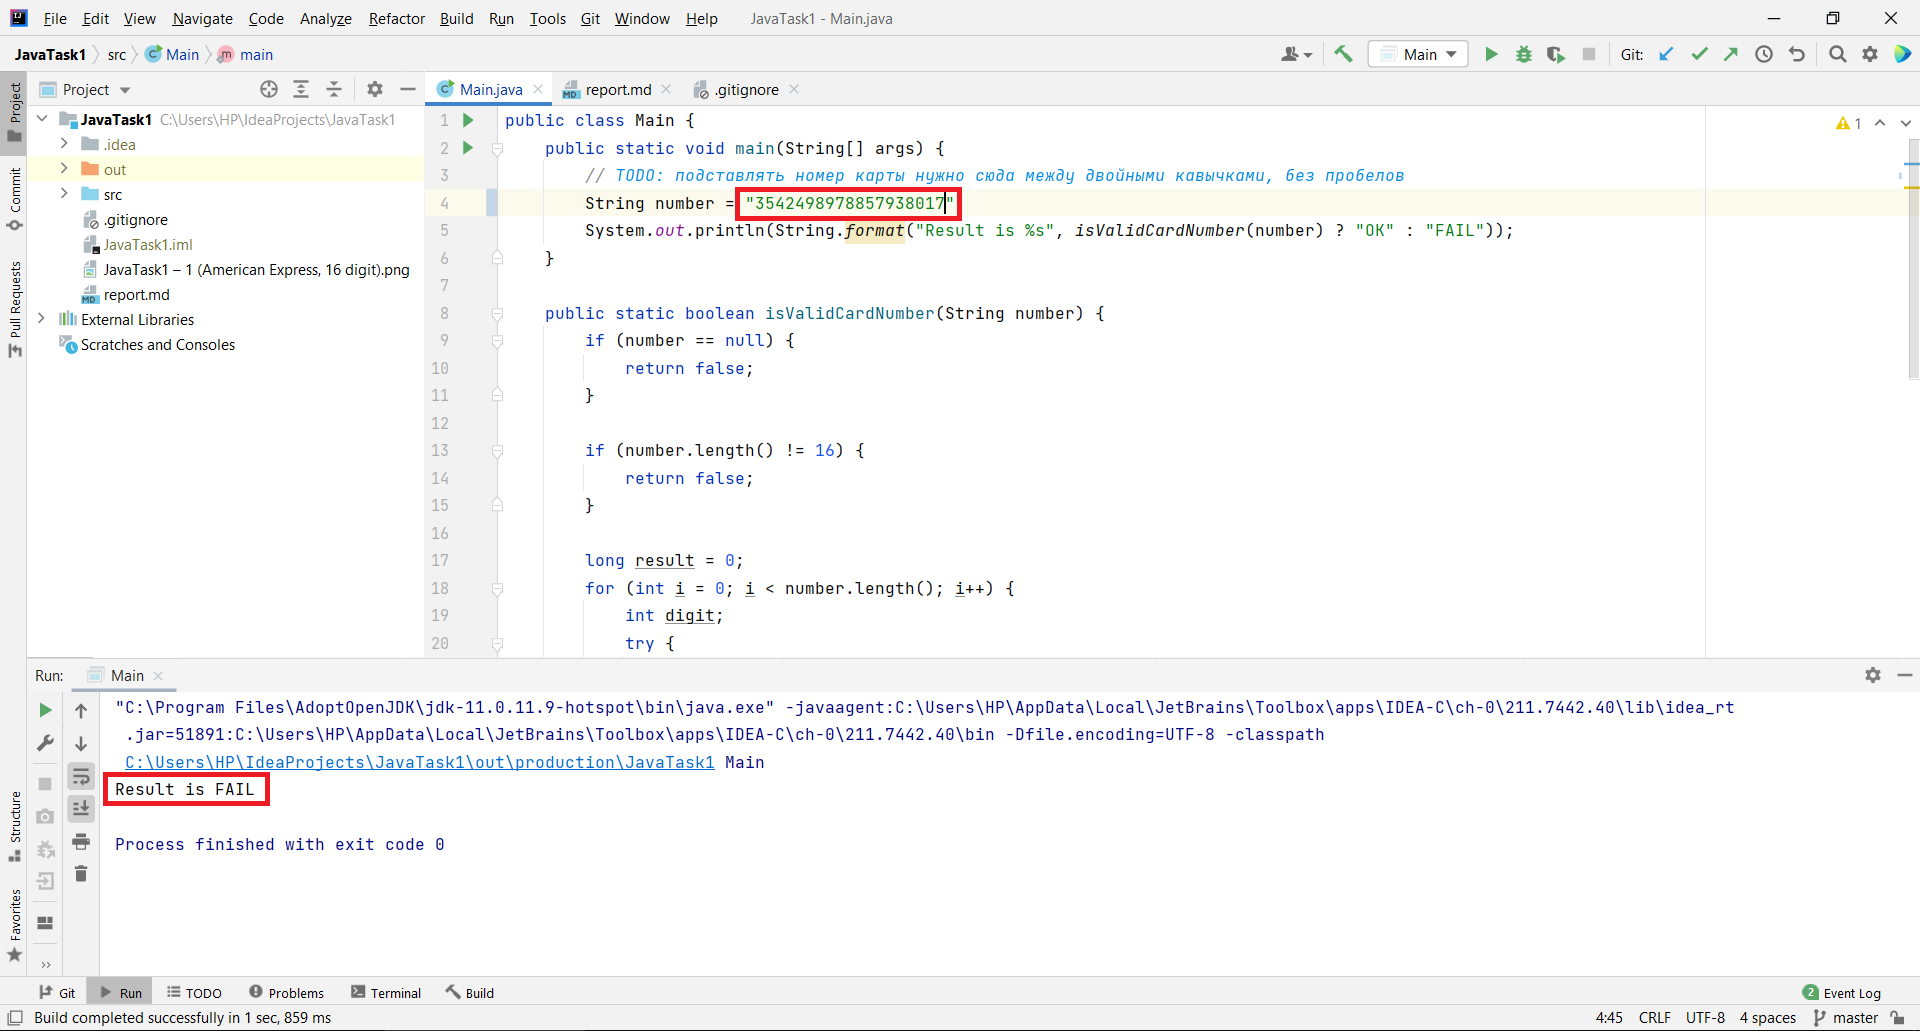 File Edit View Navigate Code Analyze Refactor Build Run Tools Git Window Help JavaTask1 - Main.java
JavaTask1 src Main main Main Git:
Project Main.java report.md .gitignore
Project
Commit
Pull Requests
Structure
Favorites
JavaTask1 C:\Users\HP\IdeaProjects\JavaTask1
.idea
out
src
.gitignore
JavaTask1.iml
JavaTask1 – 1 (American Express, 16 digit).png
report.md
External Libraries
Scratches and Consoles
1 public class Main {
2 public static void main(String[] args) {
3 // TODO: подставлять номер карты нужно сюда между двойными кавычками, без пробелов
4 String number = "3542498978857938017"
5 System.out.println(String.format("Result is %s", isValidCardNumber(number) ? "OK" : "FAIL"));
6 }
7
8 public static boolean isValidCardNumber(String number) {
9 if (number == null) {
10 return false;
11 }
12
13 if (number.length() != 16) {
14 return false;
15 }
16
17 long result = 0;
18 for (int i = 0; i < number.length(); i++) {
19 int digit;
20 try {
1
Run: Main
"C:\Program Files\AdoptOpenJDK\jdk-11.0.11.9-hotspot\bin\java.exe" -javaagent:C:\Users\HP\AppData\Local\JetBrains\Toolbox\apps\IDEA-C\ch-0\211.7442.40\lib\idea_rt
.jar=51891:C:\Users\HP\AppData\Local\JetBrains\Toolbox\apps\IDEA-C\ch-0\211.7442.40\bin -Dfile.encoding=UTF-8 -classpath
C:\Users\HP\IdeaProjects\JavaTask1\out\production\JavaTask1 Main
Result is FAIL
Process finished with exit code 0
Git Run TODO Problems Terminal Build 2 Event Log
Build completed successfully in 1 sec, 859 ms 4:45 CRLF UTF-8 4 spaces master